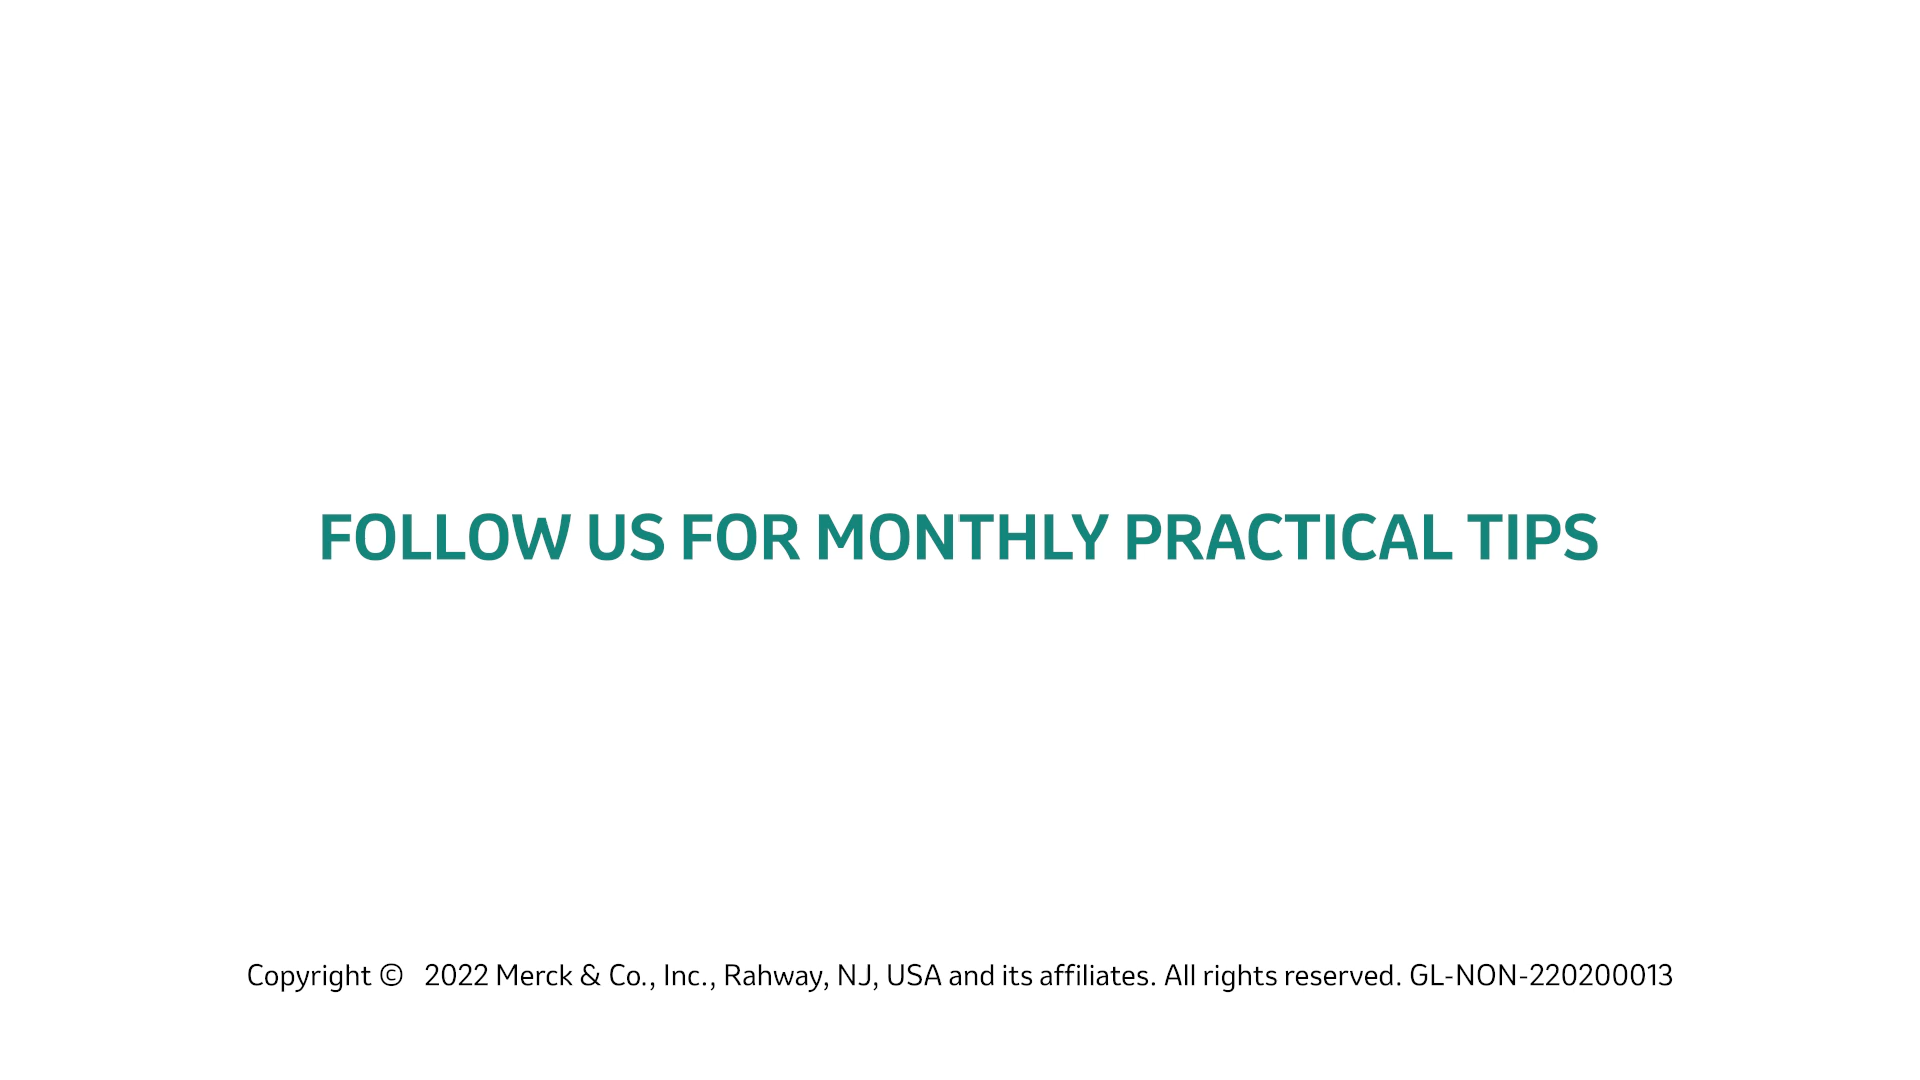 FOLLOW US FOR MONTHLY PRACTICAL TIPS
Copyright © 2022 Merck & Co., Inc., Rahway, NJ, USA and its affiliates. All rights reserved. GL-NON-220200013